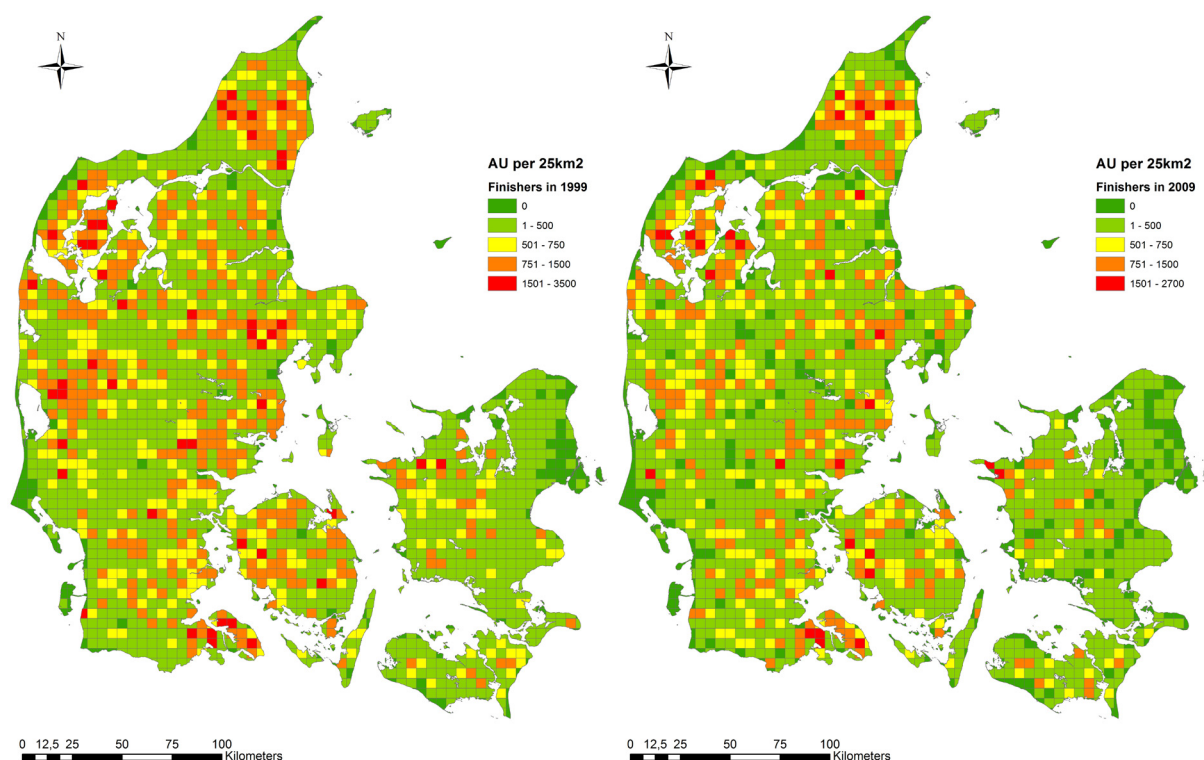 N
AU per 25km2
Finishers in 1999
0
1 - 500
501 - 750
751 - 1500
1501 - 3500
0 12,5 25 50 75 100
Kilometers
N
AU per 25km2
Finishers in 2009
0
1 - 500
501 - 750
751 - 1500
1501 - 2700
0 12,5 25 50 75 100
Kilometers